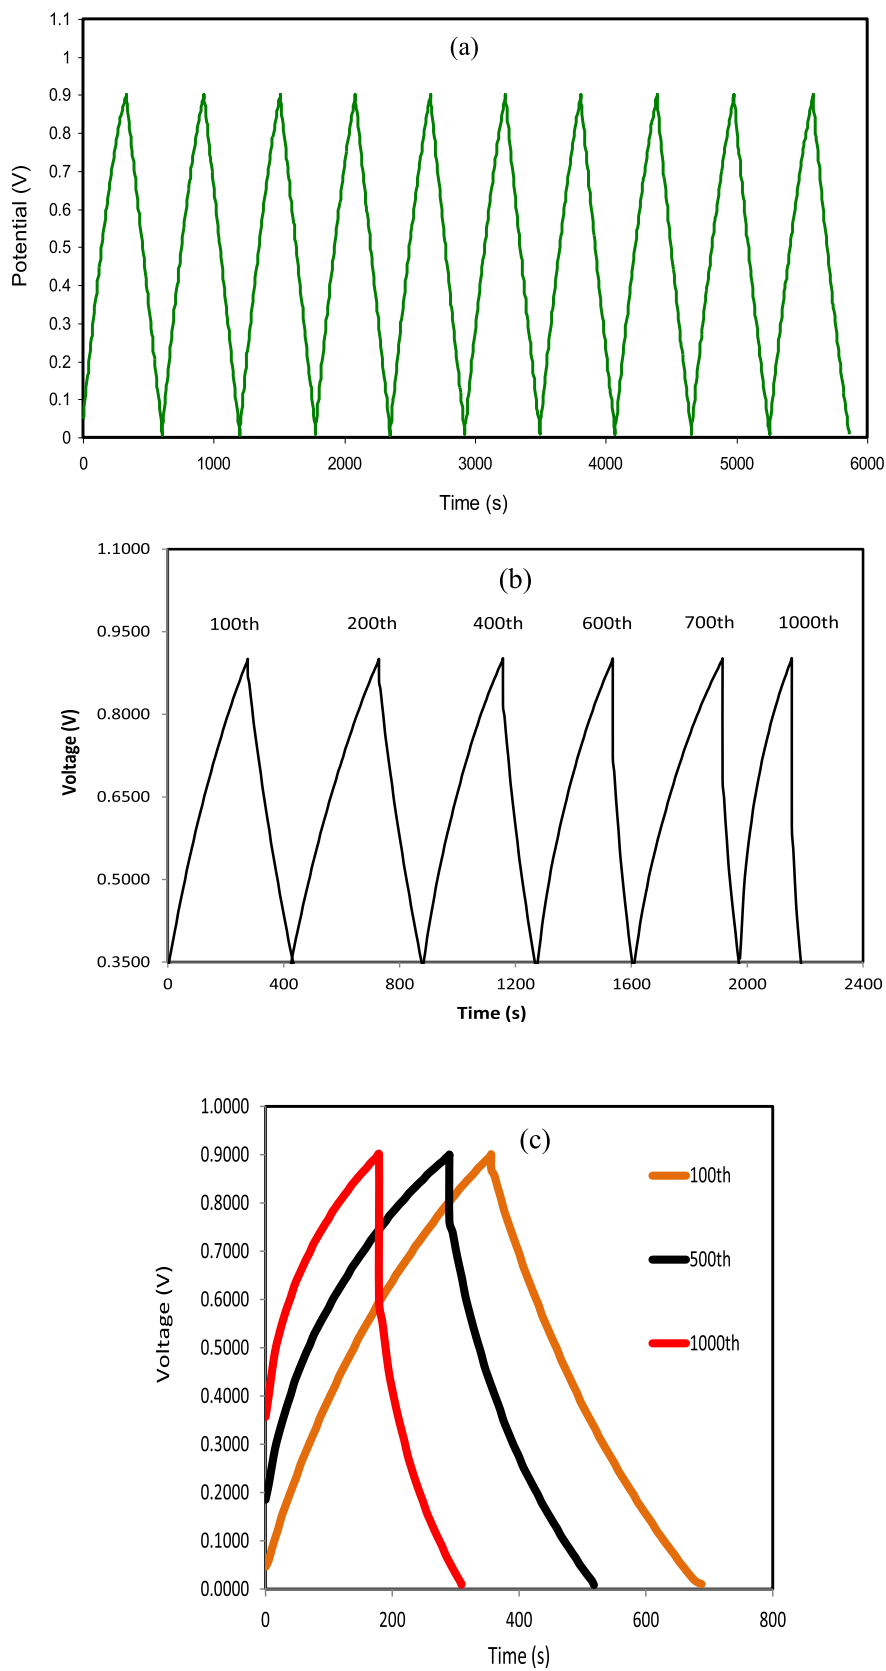 (a)
1.1
1
0.9
0.8
0.7
0.6
0.5
0.4
0.3
0.2
0.1
0
Potential (V)
0 1000 2000 3000 4000 5000 6000
Time (s)
(b)
1.1000
0.9500
0.8000
0.6500
0.5000
0.3500
Voltage (V)
100th 200th 400th 600th 700th 1000th
0 400 800 1200 1600 2000 2400
Time (s)
(c)
1.0000
0.9000
0.8000
0.7000
0.6000
0.5000
0.4000
0.3000
0.2000
0.1000
0.0000
Voltage (V)
100th
500th
1000th
0 200 400 600 800
Time (s)